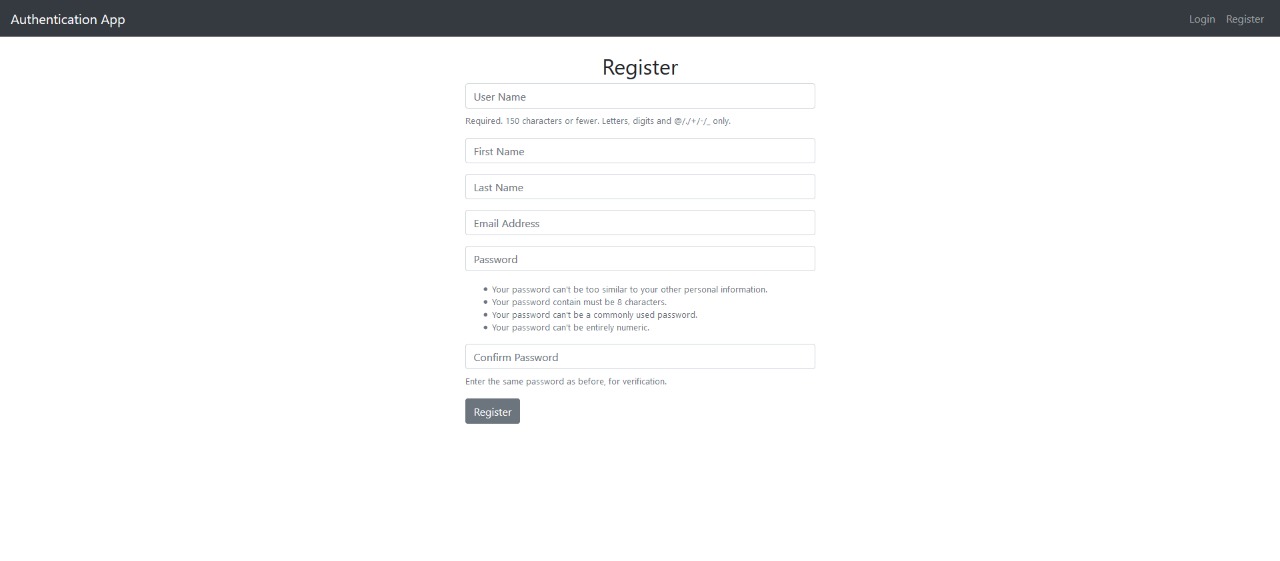 Authentication App
Login Register
Register
User Name
Required. 150 characters or fewer. Letters, digits and @/./+/-/_ only.
First Name
Last Name
Email Address
Password
Your password can't be too similar to your other personal information.
Your password contain must be 8 characters.
Your password can't be a commonly used password.
Your password can't be entirely numeric.
Confirm Password
Enter the same password as before, for verification.
Register